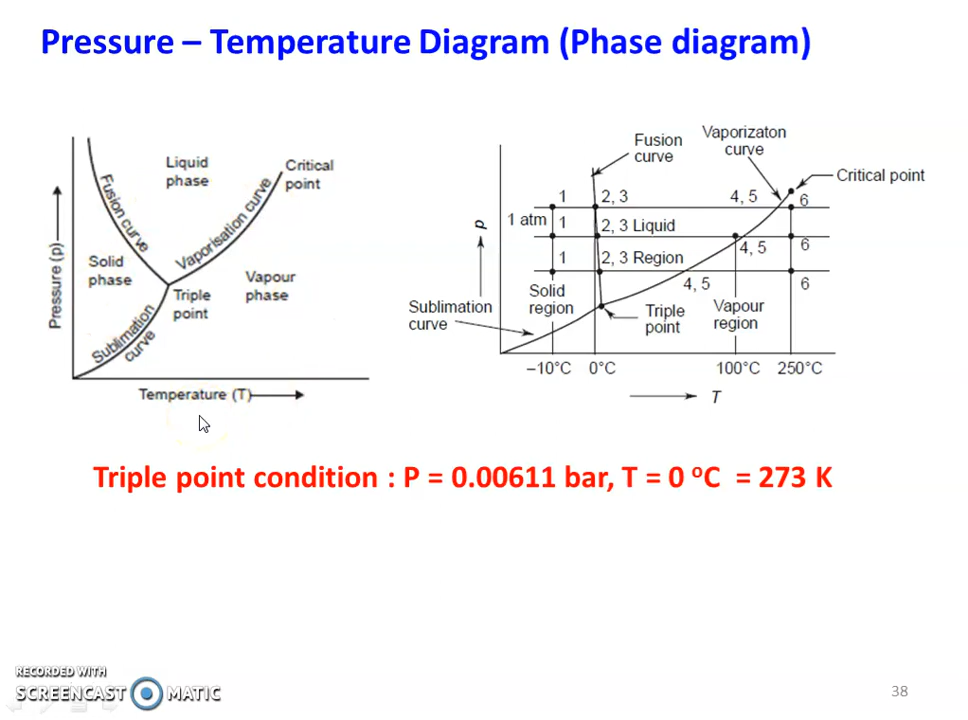 Pressure – Temperature Diagram (Phase diagram)
Liquid
phase
Critical
point
Fusion curve
Vaporisation curve
Solid
phase
Vapour
phase
Triple
point
Sublimation
curve
Pressure (p)
Temperature (T)
Fusion
curve
Vaporizaton
curve
Critical point
1
2, 3
4, 5
6
1 atm
1
2, 3 Liquid
4, 5
6
p
1
2, 3 Region
4, 5
6
Sublimation
curve
Solid
region
Triple
point
Vapour
region
–10°C
0°C
100°C
250°C
T
Triple point condition : P = 0.00611 bar, T = 0 °C = 273 K
RECORDED WITH
SCREENCAST MATIC
38